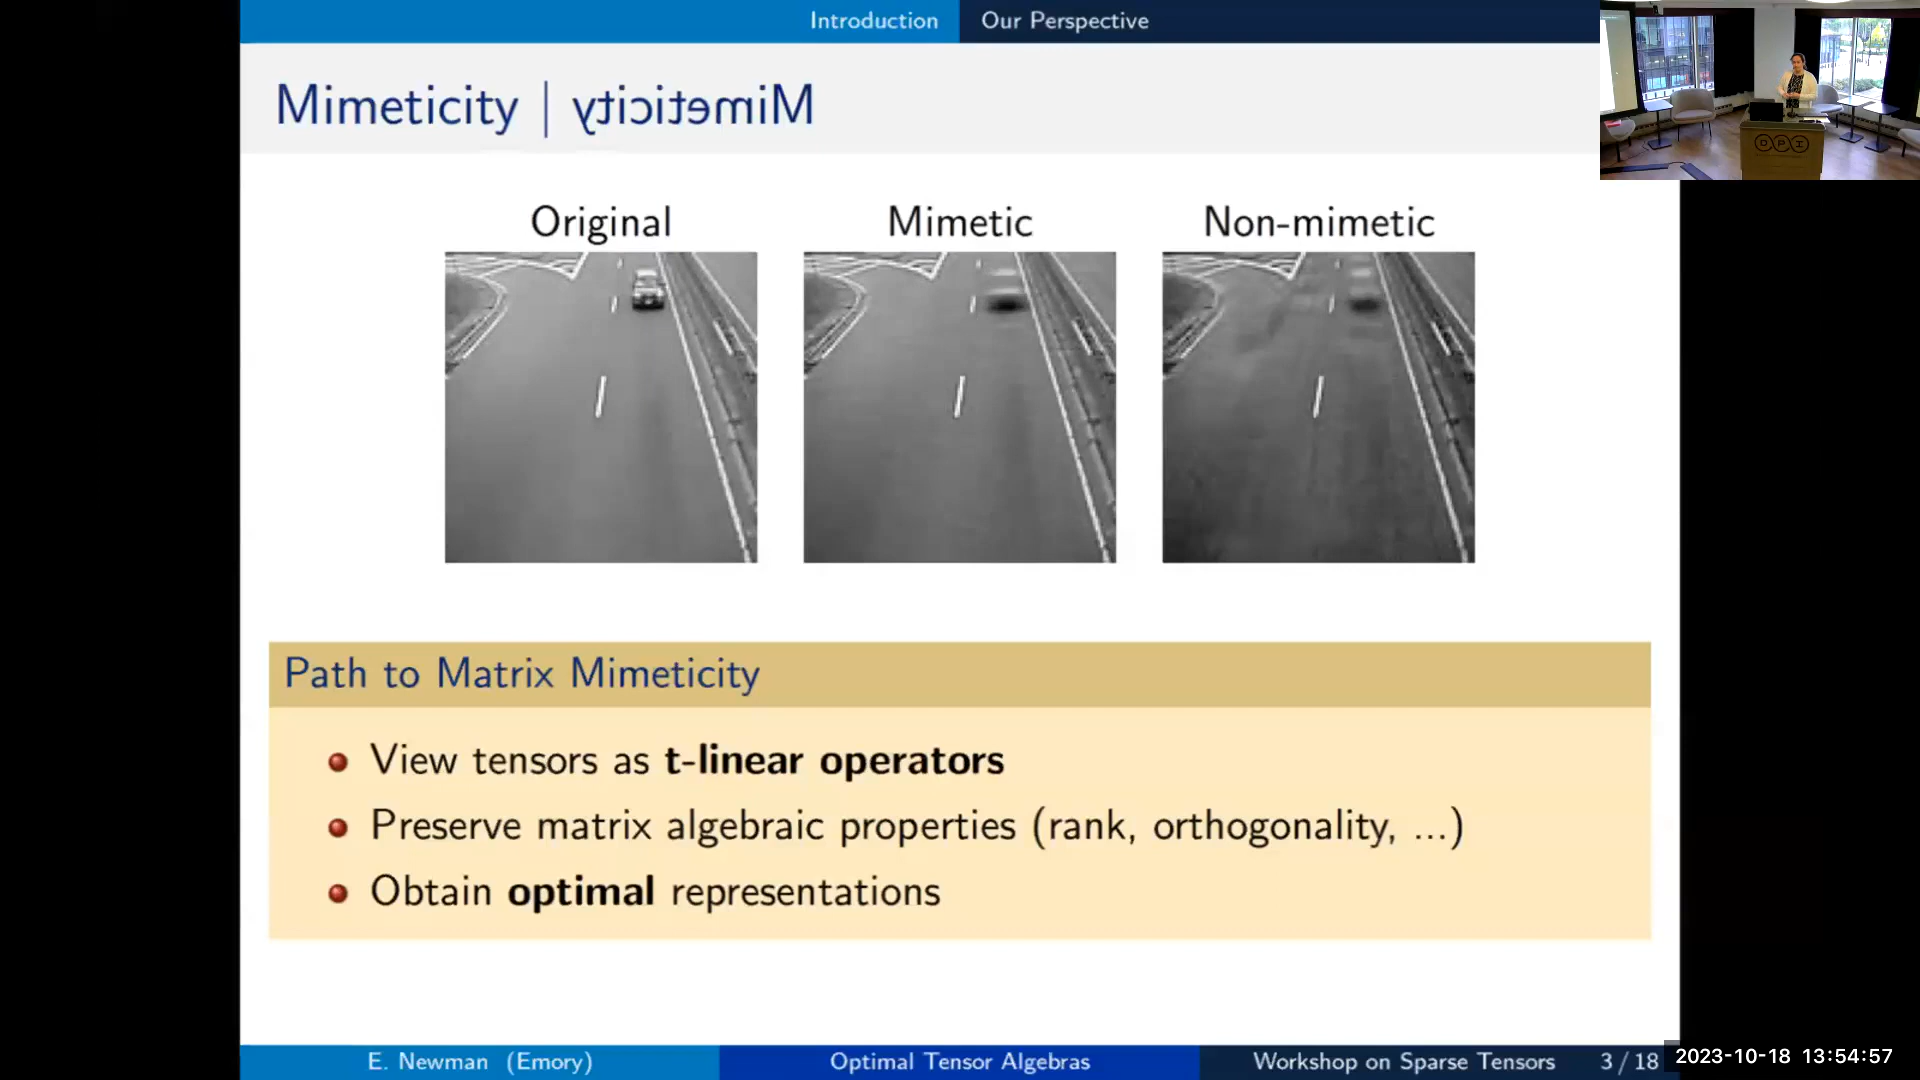 Introduction Our Perspective
Mimeticity | Mimeticity
Original Mimetic Non-mimetic
Path to Matrix Mimeticity
View tensors as t-linear operators
Preserve matrix algebraic properties (rank, orthogonality, ...)
Obtain optimal representations
E. Newman (Emory) Optimal Tensor Algebras Workshop on Sparse Tensors 3 / 18
2023-10-18 13:54:57
DPI